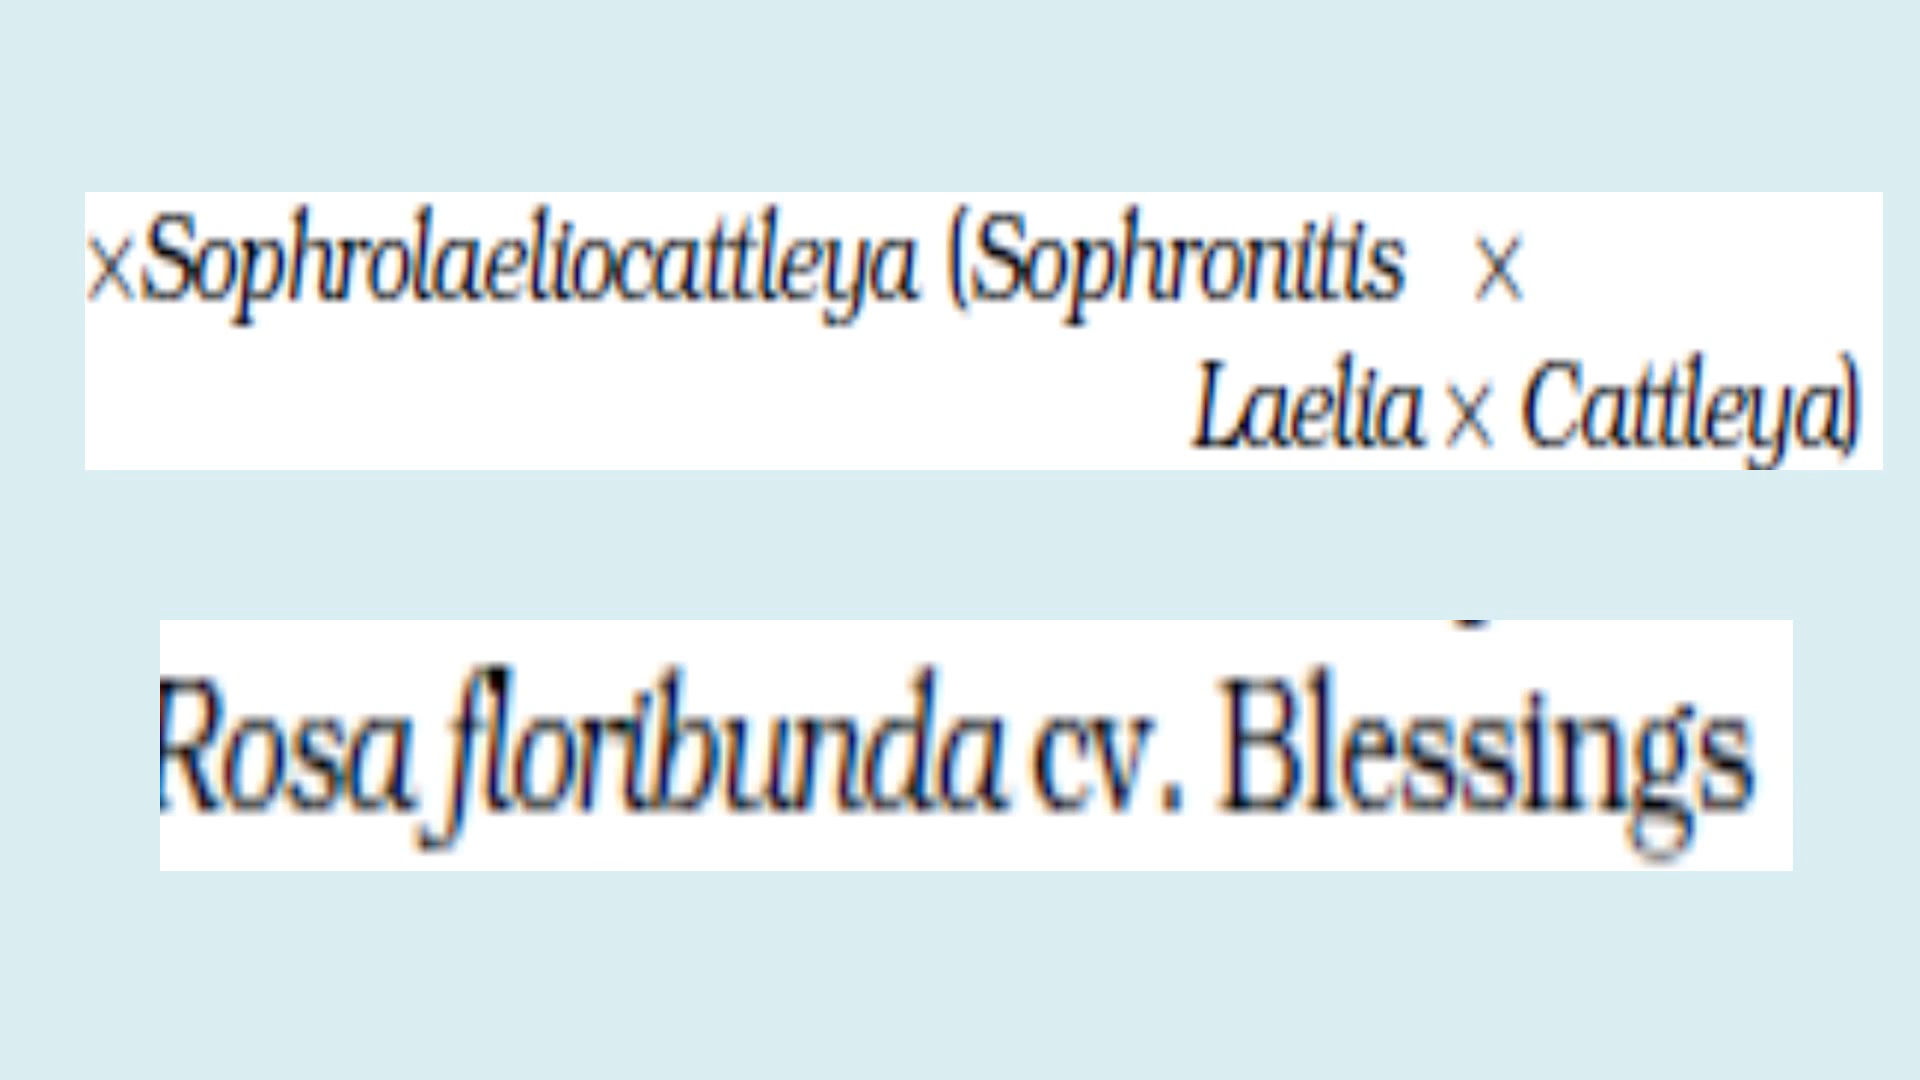 ×Sophrolaeliocattleya (Sophronitis ×
Laelia × Cattleya)
Rosa floribunda cv. Blessings